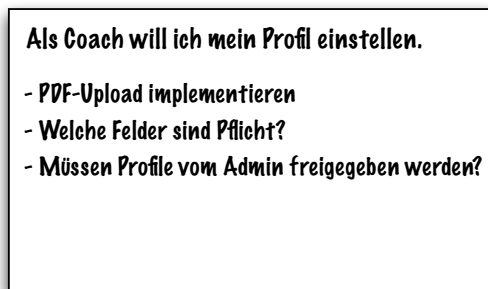 Als Coach will ich mein Profil einstellen.
- PDF-Upload implementieren
- Welche Felder sind Pflicht?
- Müssen Profile vom Admin freigegeben werden?